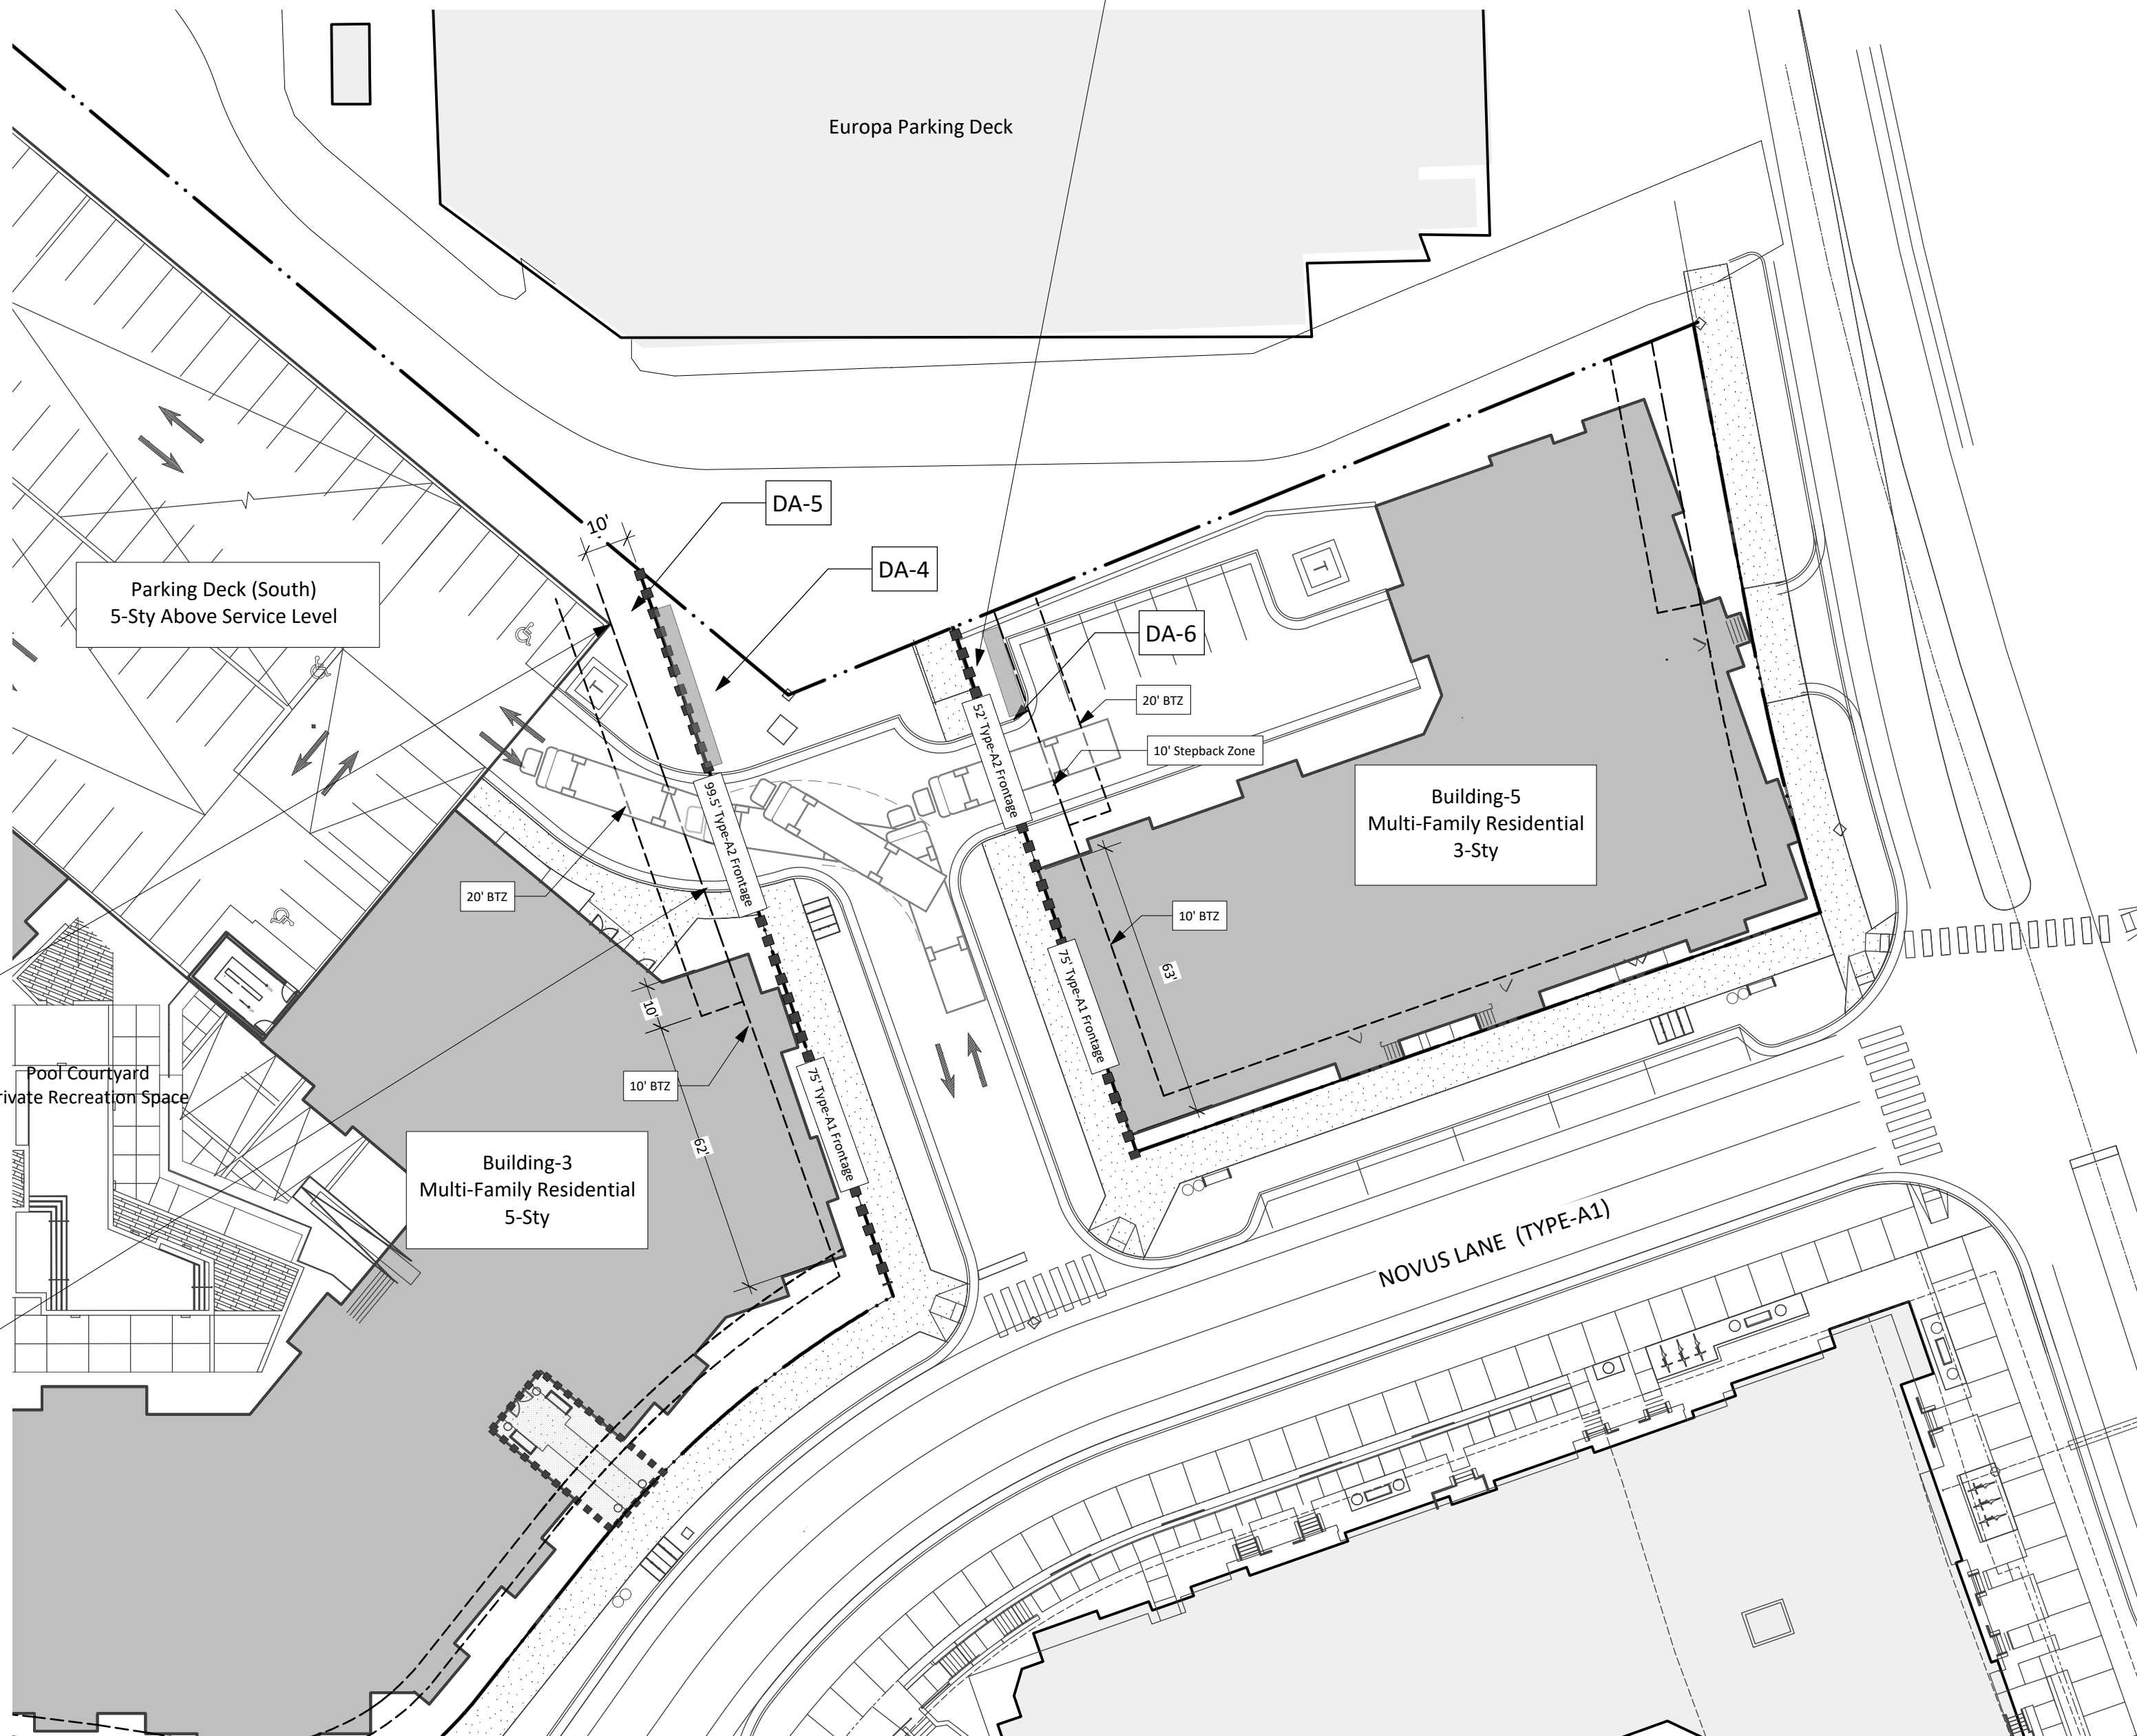 Europa Parking Deck
10'
DA-5
DA-4
Parking Deck (South)
5-Sty Above Service Level
DA-6
T
T
20' BTZ
52' Type-A2 Frontage
10' Stepback Zone
99.5' Type-A2 Frontage
Building-5
Multi-Family Residential
3-Sty
20' BTZ
10' BTZ
75' Type-A1 Frontage
63'
10'
Pool Courtyard
rivate Recreation Space
10' BTZ
75' Type-A1 Frontage
62'
Building-3
Multi-Family Residential
5-Sty
NOVUS LANE (TYPE-A1)